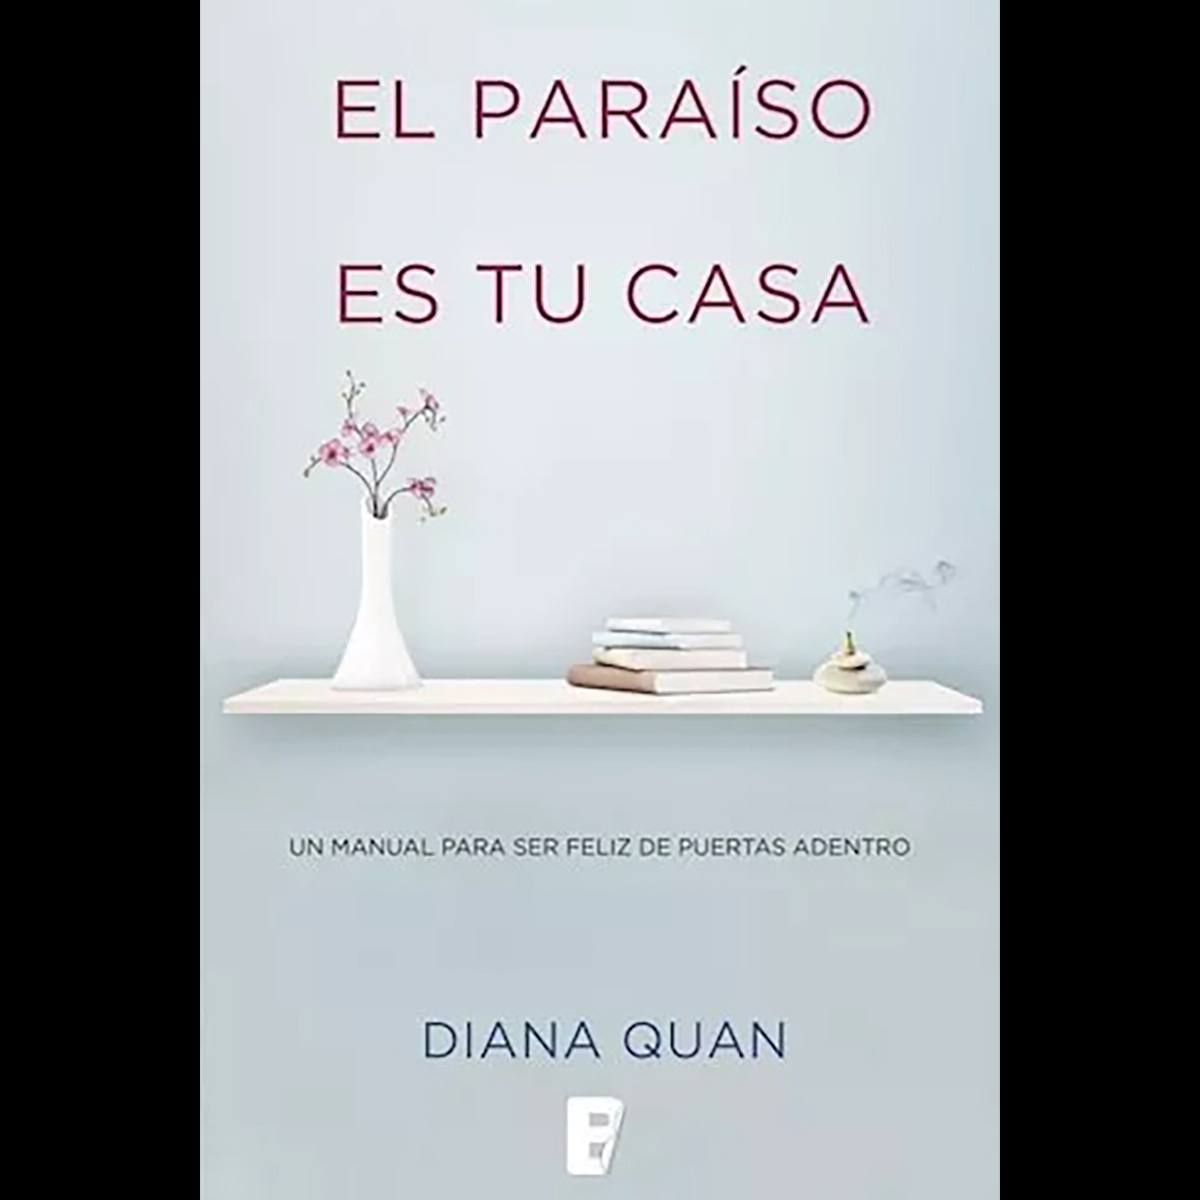 EL PARAÍSO
ES TU CASA
UN MANUAL PARA SER FELIZ DE PUERTAS ADENTRO
DIANA QUAN
B